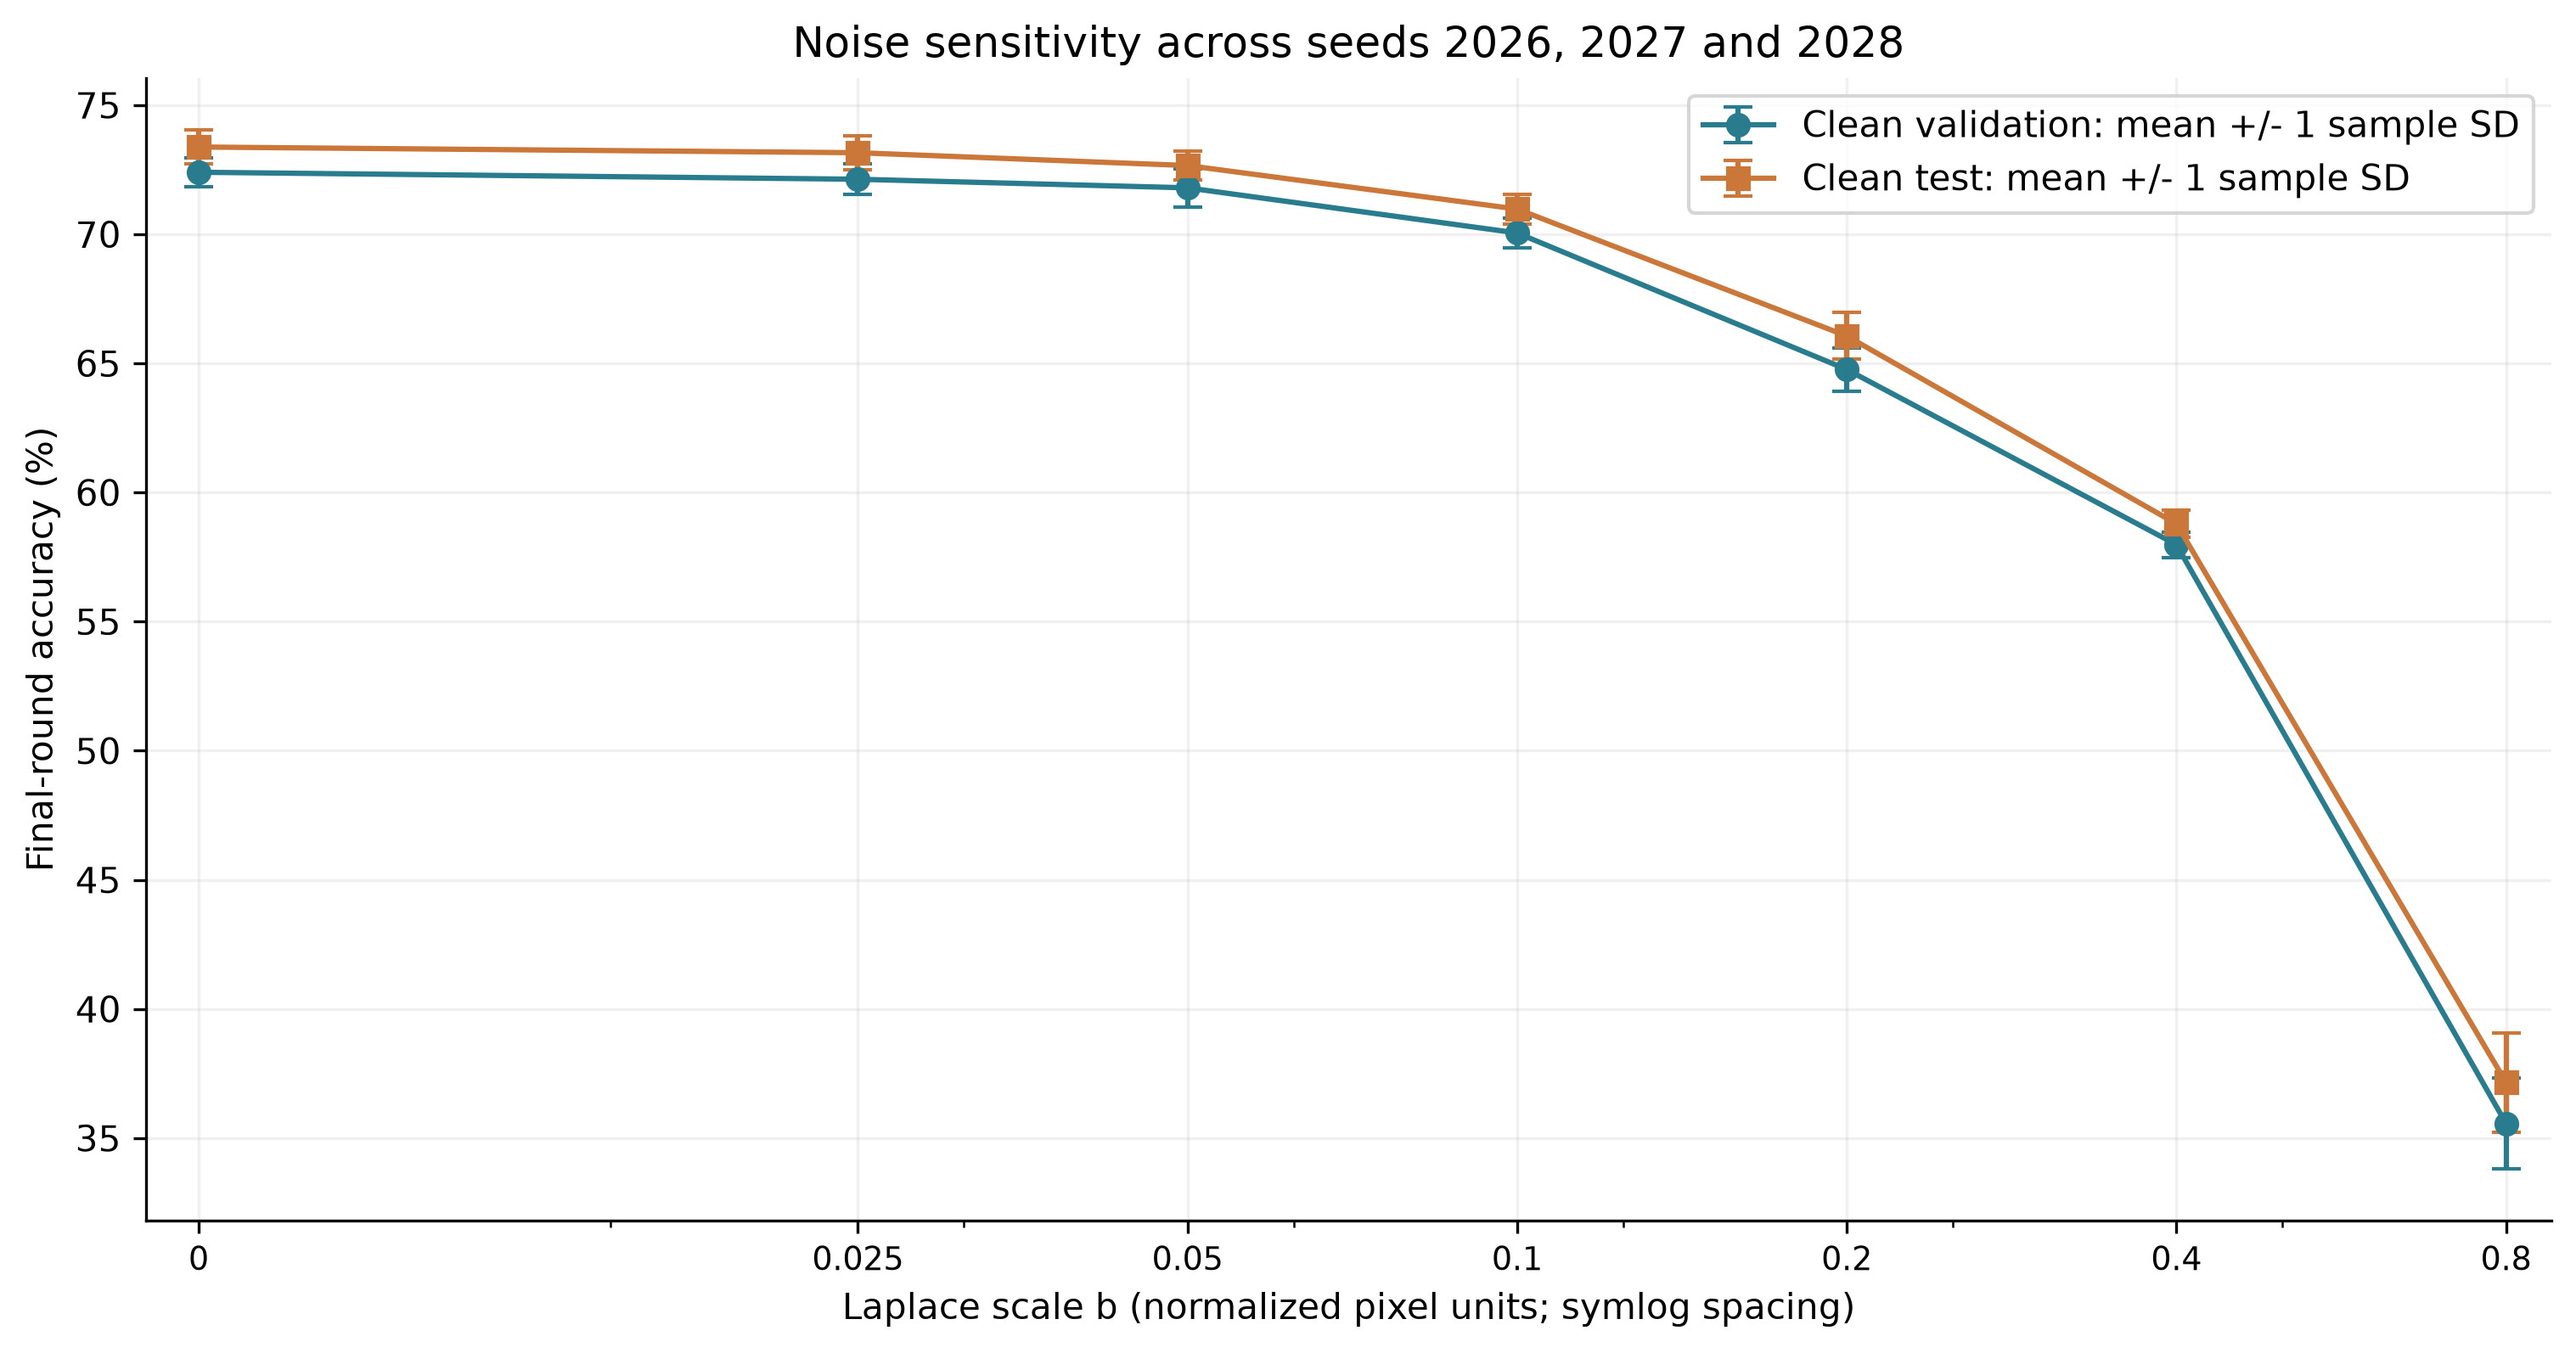 Noise sensitivity across seeds 2026, 2027 and 2028
Clean validation: mean +/- 1 sample SD
Clean test: mean +/- 1 sample SD
Final-round accuracy (%)
75
70
65
60
55
50
45
40
35
0 0.025 0.05 0.1 0.2 0.4 0.8
Laplace scale b (normalized pixel units; symlog spacing)